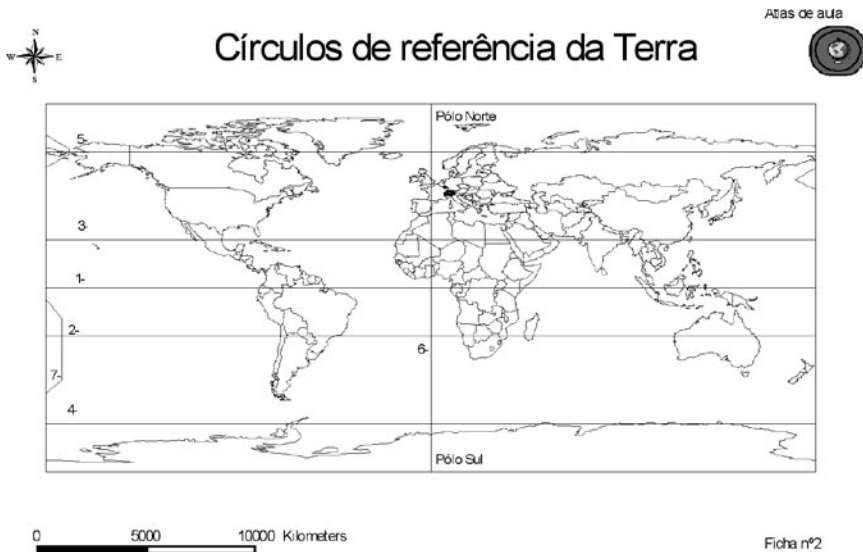 Atlas de aula
N
W E
S
Círculos de referência da Terra
Pólo Norte
5-
3-
1-
2-
6-
7-
4-
Pólo Sul
0 5000 10000 Kilometers
Ficha nº2